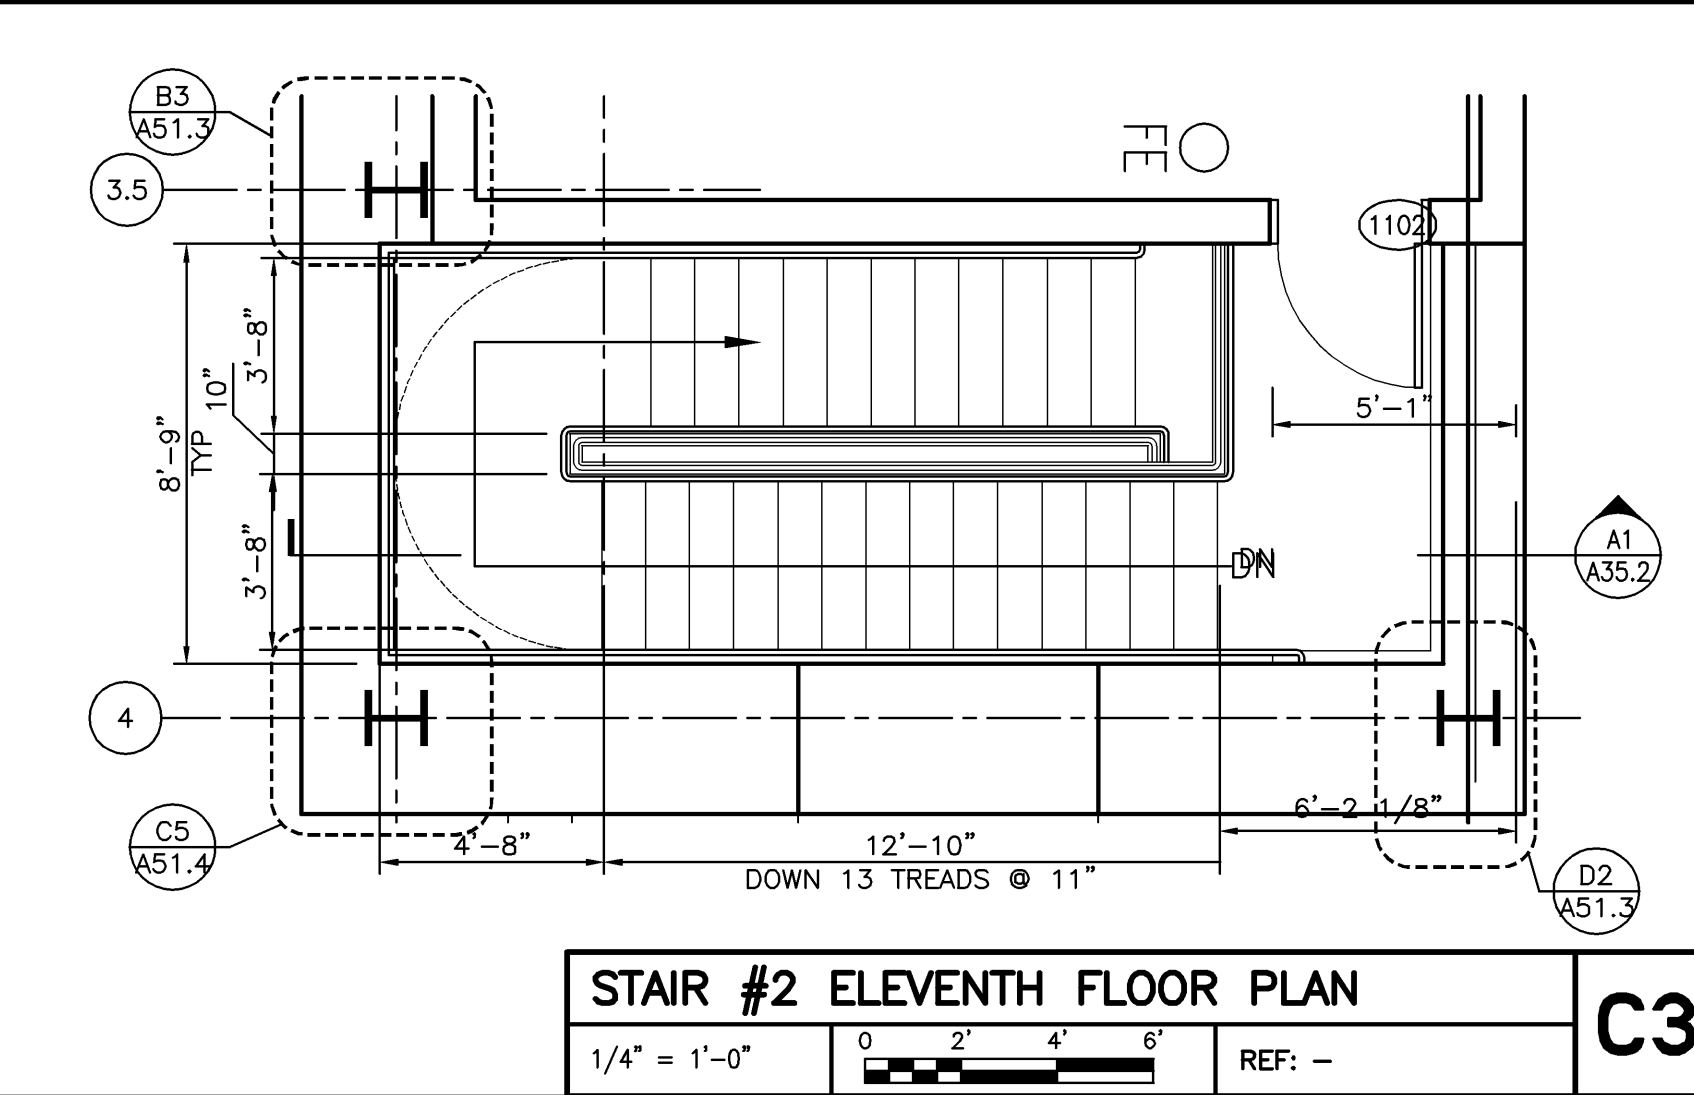 B3
A51.3
3.5
FE
1102
3'-8"
10"
8'-9"
TYP
5'-1"
3'-8"
DN
DN
A1
A35.2
4
6'-2 1/8"
C5
A51.4
4'-8"
12'-10"
DOWN 13 TREADS @ 11"
D2
A51.3
STAIR #2 ELEVENTH FLOOR PLAN
C3
1/4" = 1'-0"
0 2' 4' 6'
REF: -